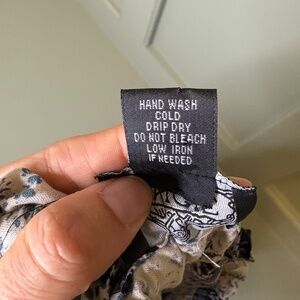 HAND WASH
COLD
DRIP DRY
DO NOT BLEACH
LOW IRON
IF NEEDED